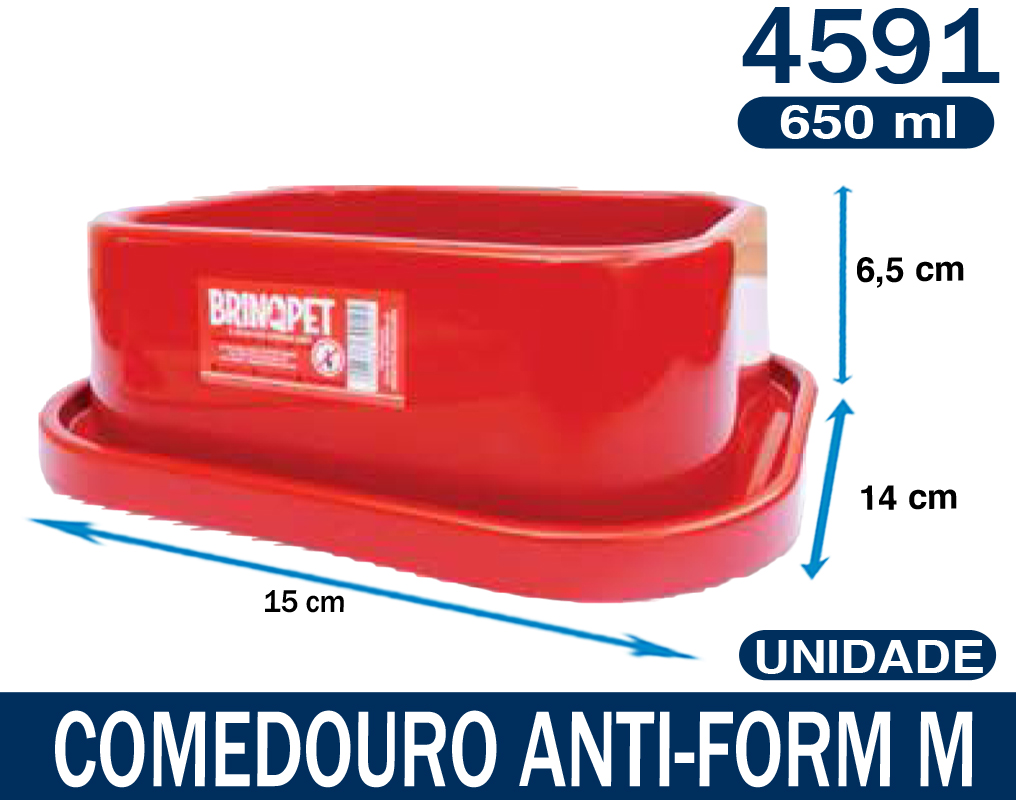 4591
650 ml
6,5 cm
BRINQPET
14 cm
15 cm
UNIDADE
COMEDOURO ANTI-FORM M